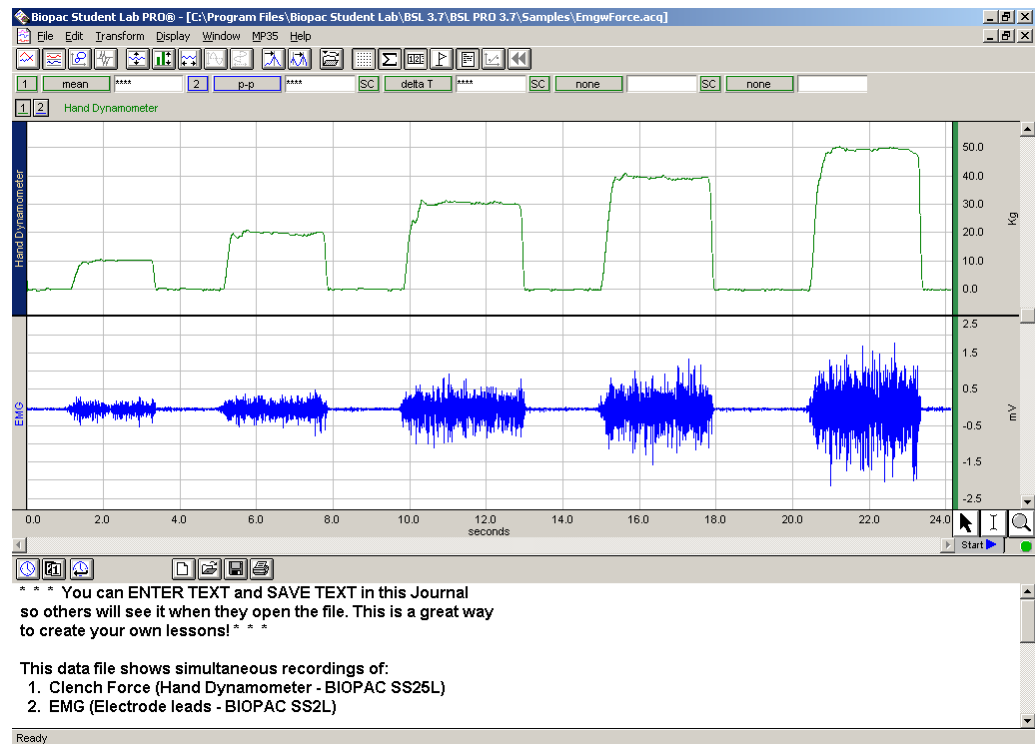 Biopac Student Lab PRO® - [C:\Program Files\Biopac Student Lab\BSL 3.7\BSL PRO 3.7\Samples\EmgwForce.acq]
File Edit Transform Display Window MP35 Help
1 mean **** 2 p-p **** SC delta T **** SC none SC none
1 2 Hand Dynamometer
Hand Dynamometer
50.0
40.0
30.0
20.0
10.0
0.0
Kg
EMG
2.5
1.5
0.5
-0.5
-1.5
-2.5
mV
0.0 2.0 4.0 6.0 8.0 10.0 12.0 14.0 16.0 18.0 20.0 22.0 24.0
seconds
Start
* * * You can ENTER TEXT and SAVE TEXT in this Journal
so others will see it when they open the file. This is a great way
to create your own lessons! * * *
This data file shows simultaneous recordings of:
1. Clench Force (Hand Dynamometer - BIOPAC SS25L)
2. EMG (Electrode leads - BIOPAC SS2L)
Ready